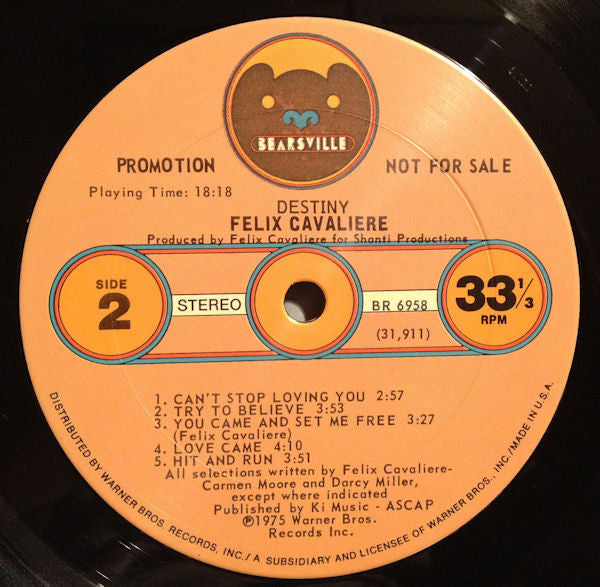 BEARSVILLE
PROMOTION
NOT FOR SALE
Playing Time: 18:18
DESTINY
FELIX CAVALIERE
Produced by Felix Cavaliere for Shanti Productions
SIDE
2
STEREO
BR 6958
(31,911)
33 1/3
RPM
1. CAN'T STOP LOVING YOU 2:57
2. TRY TO BELIEVE 3:53
3. YOU CAME AND SET ME FREE 3:27
(Felix Cavaliere)
4. LOVE CAME 4:10
5. HIT AND RUN 3:51
All selections written by Felix Cavaliere-
Carmen Moore and Darcy Miller,
except where indicated
Published by Ki Music - ASCAP
℗1975 Warner Bros.
Records Inc.
DISTRIBUTED BY WARNER BROS. RECORDS, INC./ A SUBSIDIARY AND LICENSEE OF WARNER BROS., INC./MADE IN U.S.A.